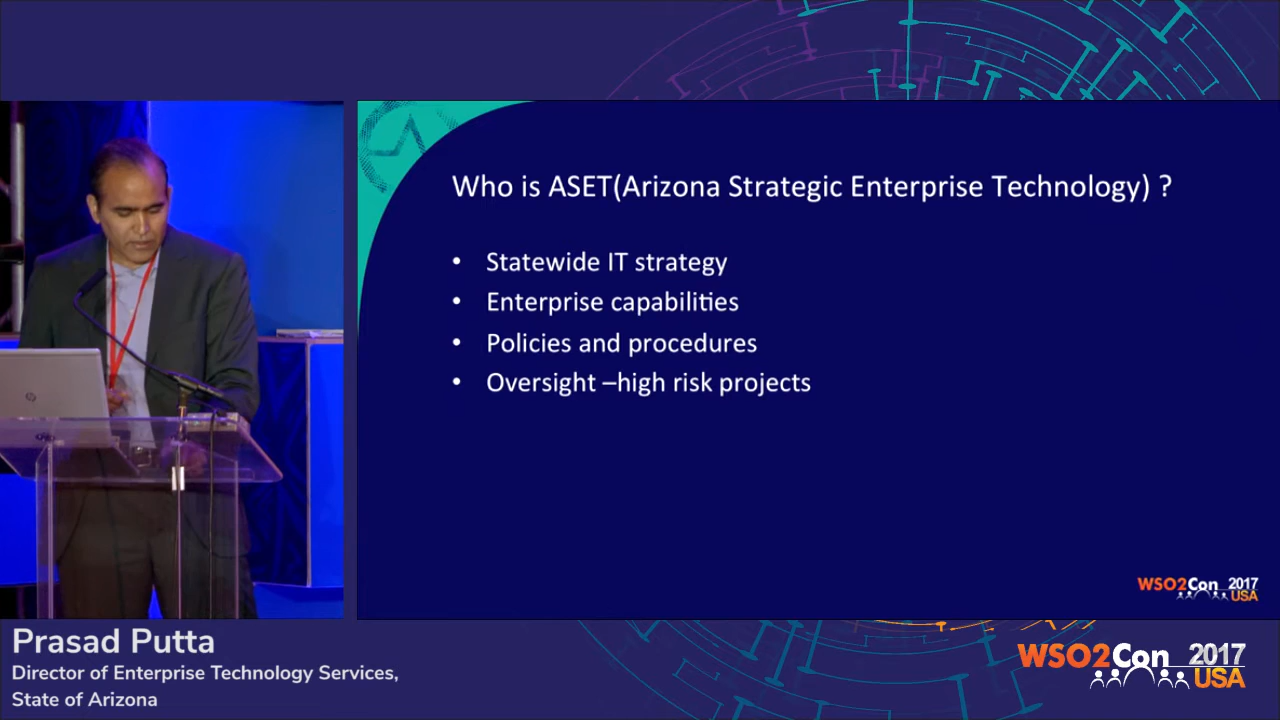 Who is ASET(Arizona Strategic Enterprise Technology) ?
• Statewide IT strategy
• Enterprise capabilities
• Policies and procedures
• Oversight –high risk projects
WSO2Con 2017
USA
Prasad Putta
Director of Enterprise Technology Services,
State of Arizona
WSO2Con 2017
USA